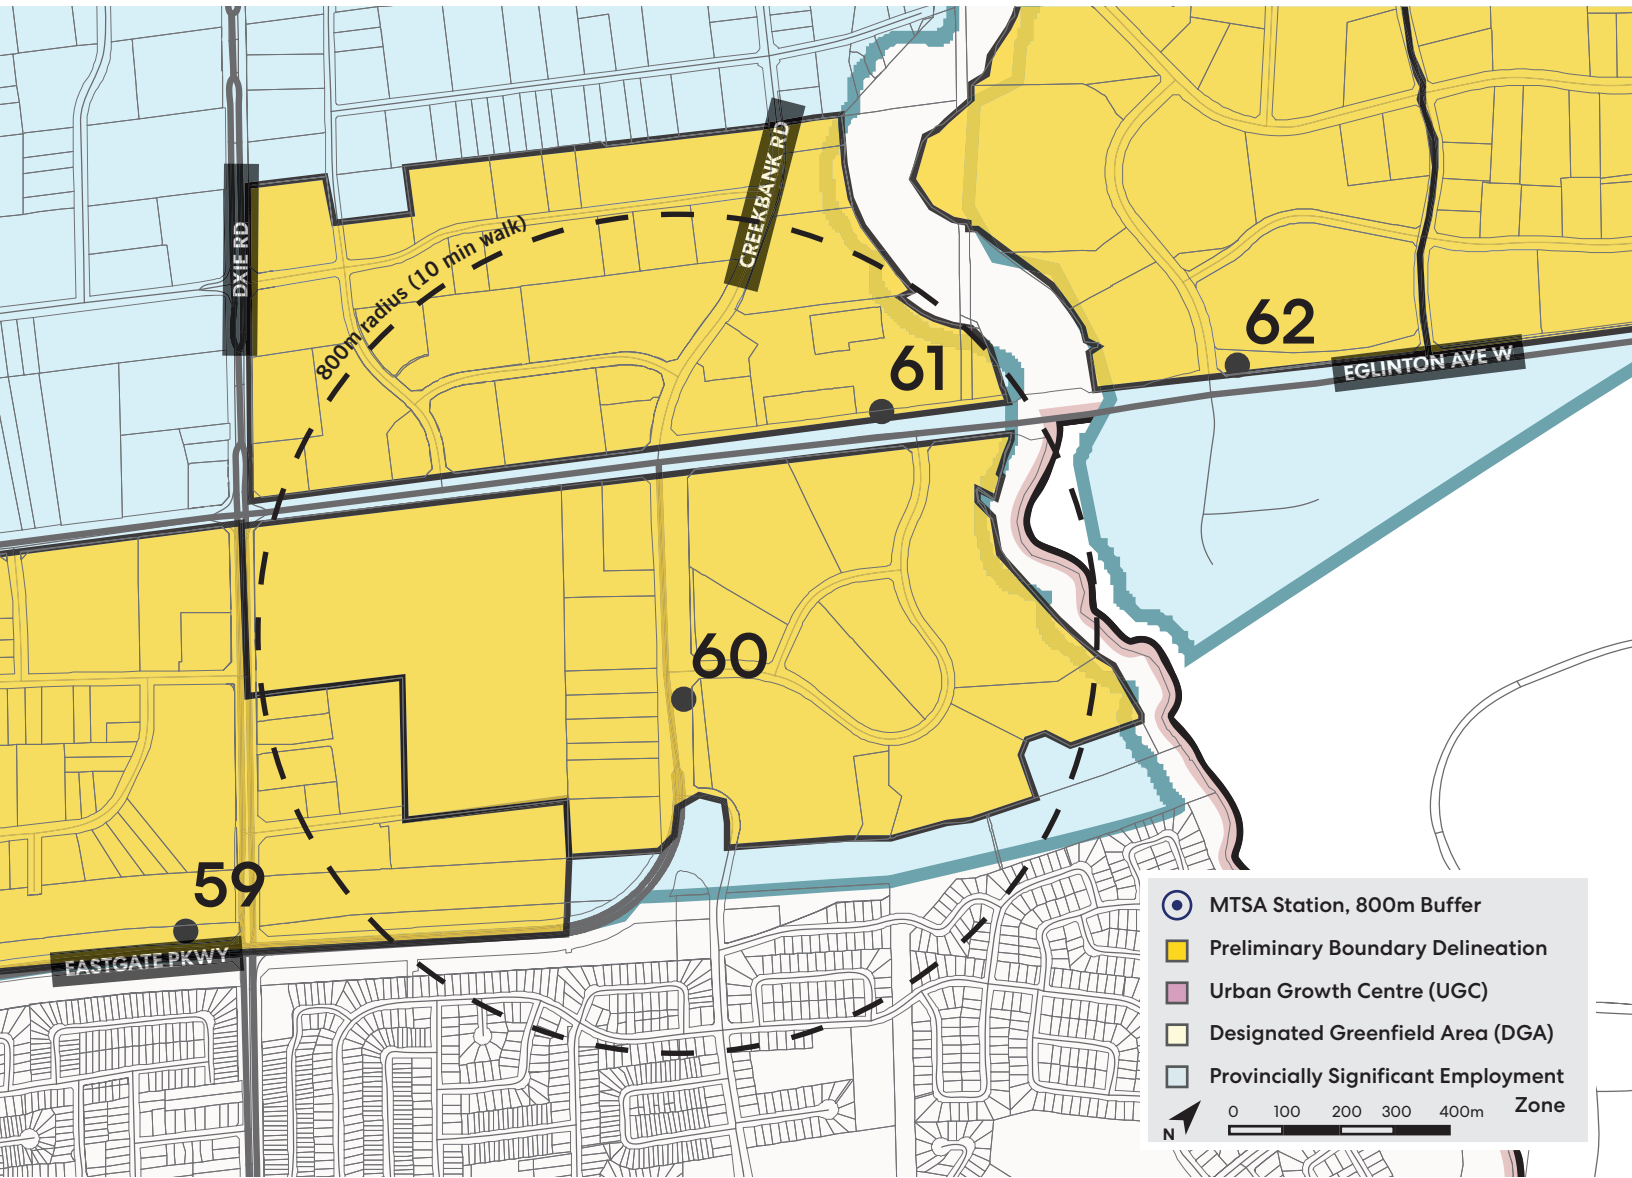 CREEKBANK RD
DXIE RD
800m radius (10 min walk)
62
61
EGLINTON AVE W
60
59
EASTGATE PKWY
MTSA Station, 800m Buffer
Preliminary Boundary Delineation
Urban Growth Centre (UGC)
Designated Greenfield Area (DGA)
Provincially Significant Employment
Zone
N
0 100 200 300 400m